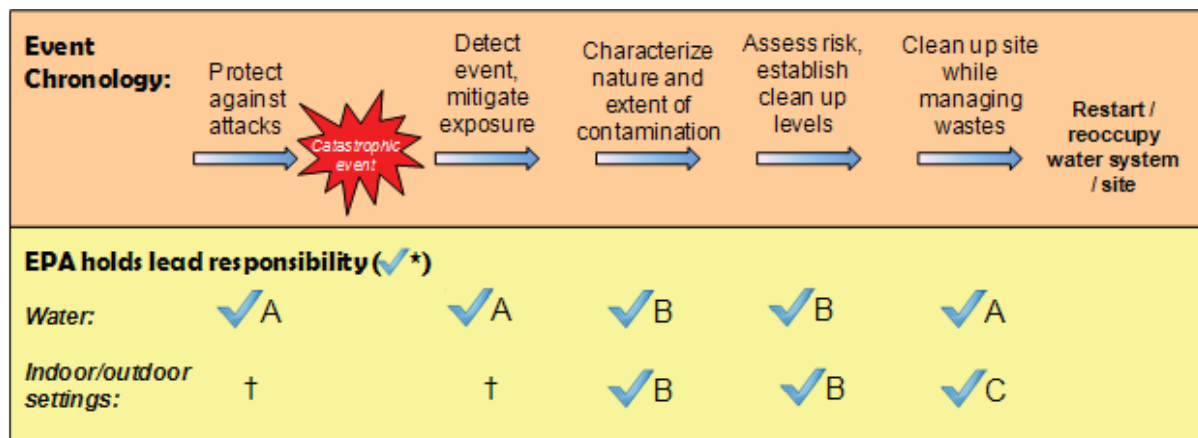 Event
Chronology:
Protect
against
attacks
Catastrophic
event
Detect
event,
mitigate
exposure
Characterize
nature and
extent of
contamination
Assess risk,
establish
clean up
levels
Clean up site
while
managing
wastes
Restart /
reoccupy
water system
/ site
EPA holds lead responsibility (✓*)
Water: ✓A ✓A ✓B ✓B ✓A
Indoor/outdoor
settings: † † ✓B ✓B ✓C